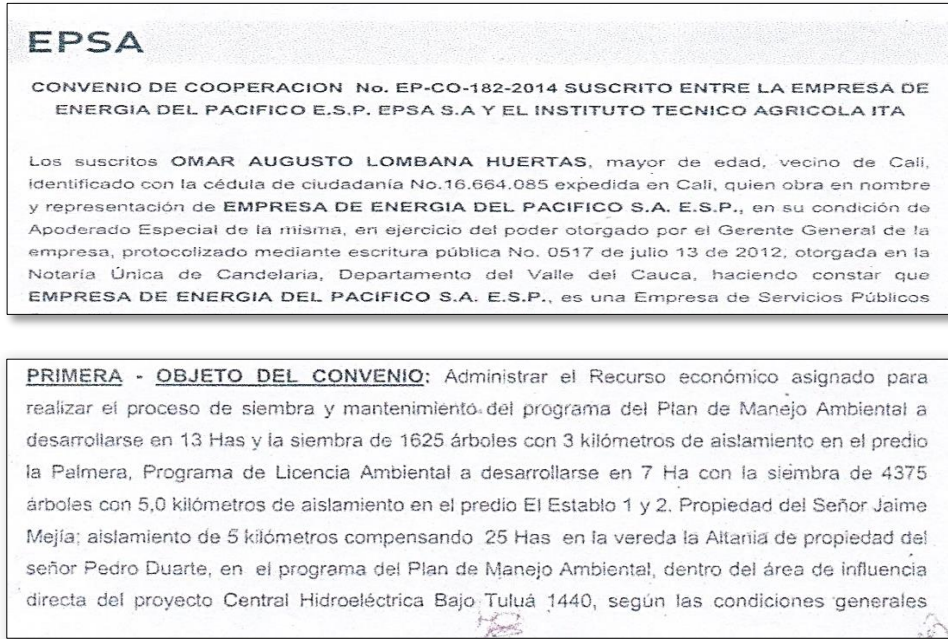 EPSA
CONVENIO DE COOPERACION No. EP-CO-182-2014 SUSCRITO ENTRE LA EMPRESA DE
ENERGIA DEL PACIFICO E.S.P. EPSA S.A Y EL INSTITUTO TECNICO AGRICOLA ITA
Los suscritos OMAR AUGUSTO LOMBANA HUERTAS, mayor de edad, vecino de Cali,
identificado con la cédula de ciudadanía No.16.664.085 expedida en Cali, quien obra en nombre
y representación de EMPRESA DE ENERGIA DEL PACIFICO S.A. E.S.P., en su condición de
Apoderado Especial de la misma, en ejercicio del poder otorgado por el Gerente General de la
empresa, protocolizado mediante escritura pública No. 0517 de julio 13 de 2012, otorgada en la
Notaría Única de Candelaria, Departamento del Valle del Cauca, haciendo constar que
EMPRESA DE ENERGIA DEL PACIFICO S.A. E.S.P., es una Empresa de Servicios Públicos
PRIMERA - OBJETO DEL CONVENIO: Administrar el Recurso económico asignado para
realizar el proceso de siembra y mantenimiento del programa del Plan de Manejo Ambiental a
desarrollarse en 13 Has y la siembra de 1625 árboles con 3 kilómetros de aislamiento en el predio
la Palmera, Programa de Licencia Ambiental a desarrollarse en 7 Ha con la siembra de 4375
árboles con 5,0 kilómetros de aislamiento en el predio El Establo 1 y 2. Propiedad del Señor Jaime
Mejía; aislamiento de 5 kilómetros compensando 25 Has en la vereda la Altania de propiedad del
señor Pedro Duarte, en el programa del Plan de Manejo Ambiental, dentro del área de influencia
directa del proyecto Central Hidroeléctrica Bajo Tuluá 1440, según las condiciones generales